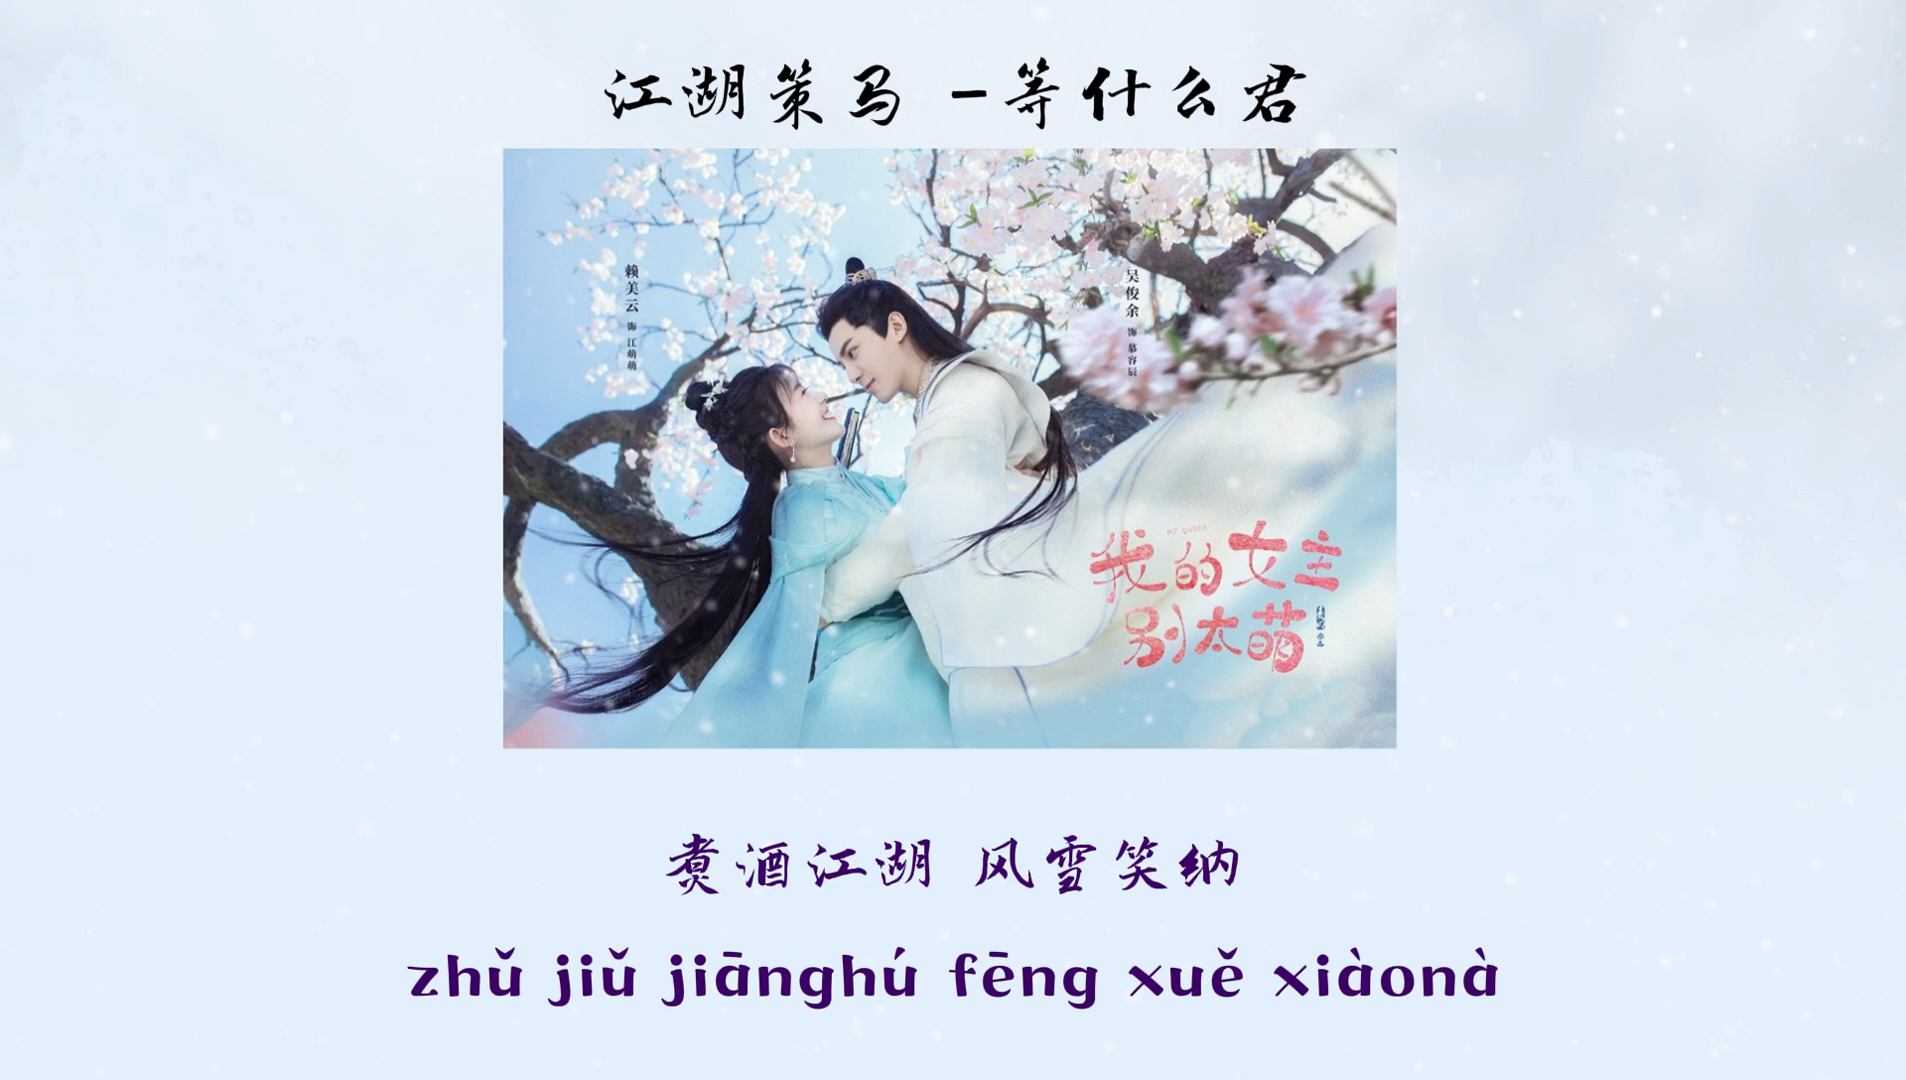 江湖策马 -等什么君
赖美云 饰 江萌萌
吴俊余 饰 慕容辰
MY QUEEN
我的女主
别太萌
煮酒江湖 风雪笑纳
zhǔ jiǔ jiānghú fēng xuě xiàonà